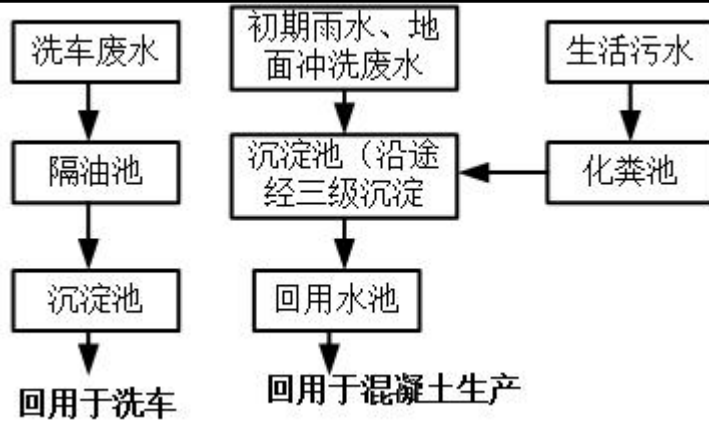 洗车废水
初期雨水、地
面冲洗废水
生活污水
隔油池
沉淀池（沿途
经三级沉淀
化粪池
沉淀池
回用水池
回用于洗车
回用于混凝土生产